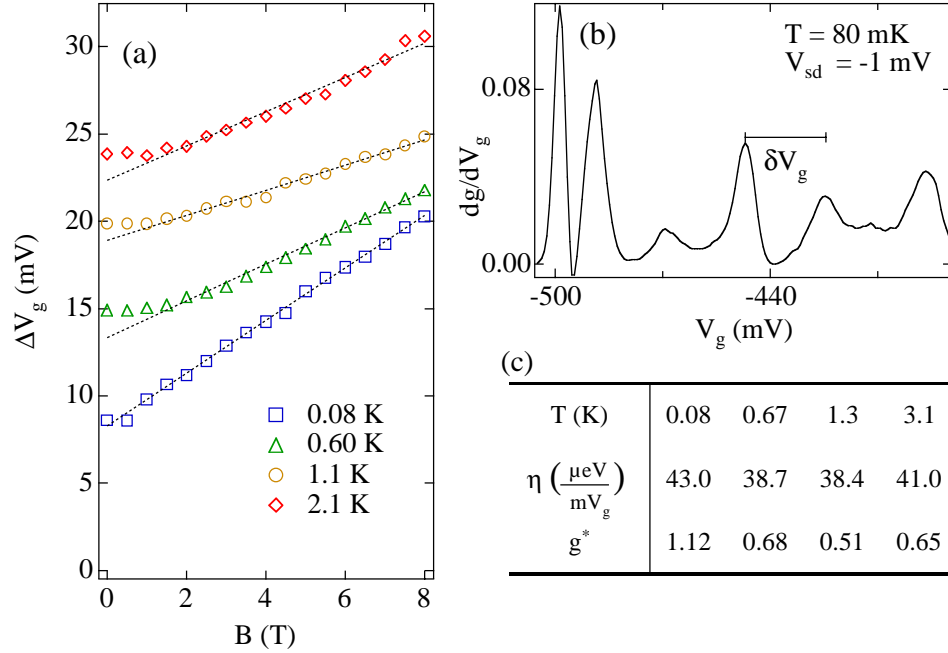 (a)
30
25
20
15
10
5
0
ΔV_g (mV)
0
2
4
6
8
B (T)
0.08 K
0.60 K
1.1 K
2.1 K
(b)
T = 80 mK
V_sd = -1 mV
δV_g
0.08
0.00
dg/dV_g
-500
-440
V_g (mV)
(c)
T (K) 0.08 0.67 1.3 3.1
η (µeV/mV_g) 43.0 38.7 38.4 41.0
g* 1.12 0.68 0.51 0.65